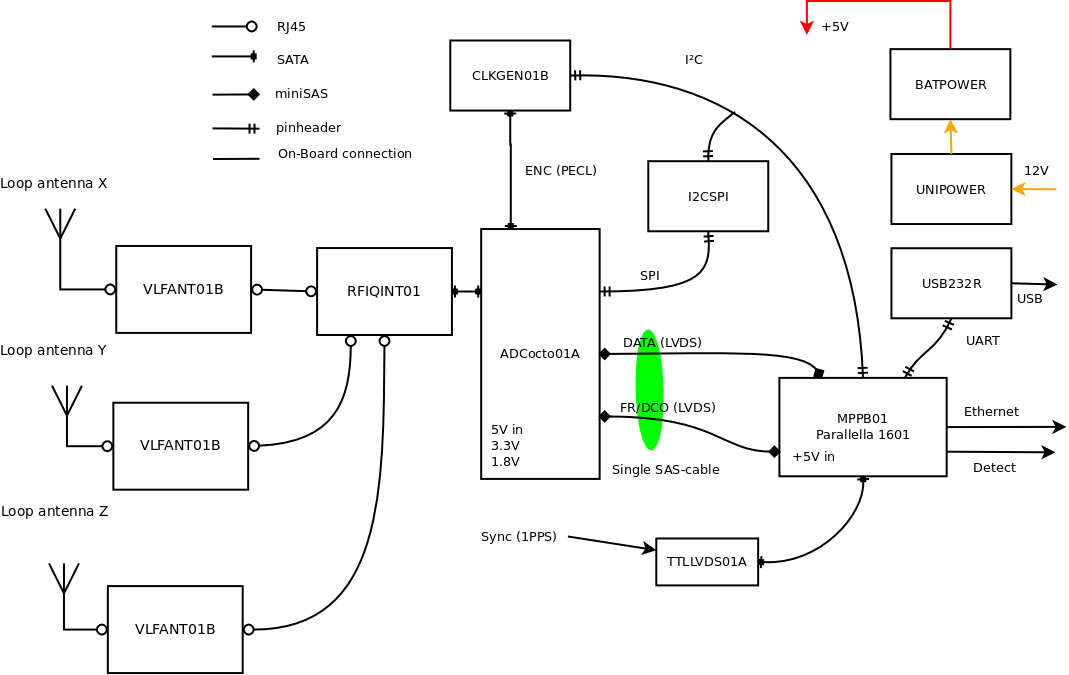 RJ45
SATA
miniSAS
pinheader
On-Board connection
+5V
I²C
CLKGEN01B
BATPOWER
ENC (PECL)
12V
UNIPOWER
I2CSPI
Loop antenna X
VLFANT01B
RFIQINT01
SPI
USB232R
USB
UART
Loop antenna Y
VLFANT01B
ADCocto01A
5V in
3.3V
1.8V
DATA (LVDS)
FR/DCO (LVDS)
Single SAS-cable
MPPB01
Parallella 1601
+5V in
Ethernet
Detect
Loop antenna Z
VLFANT01B
Sync (1PPS)
TTLLVDS01A